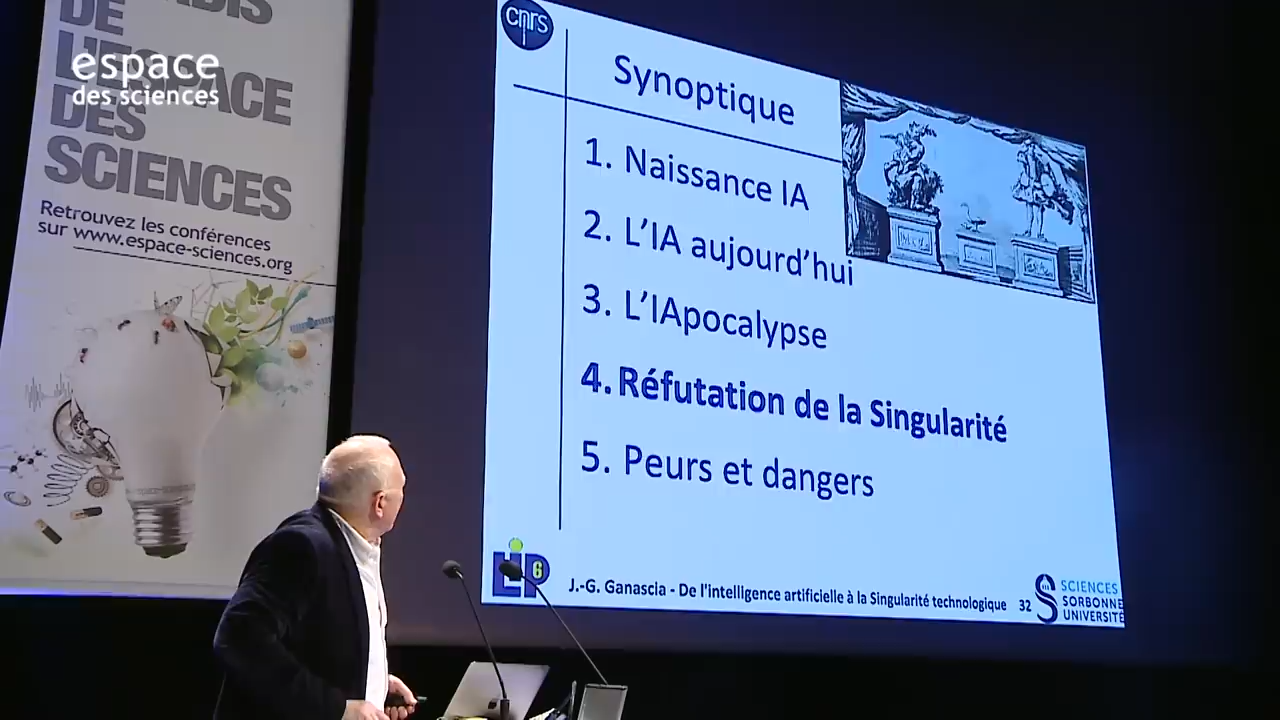 DE
L'ESPACE
DES
SCIENCES
espace
des sciences
Retrouvez les conférences
sur www.espace-sciences.org
cnrs
Synoptique
1. Naissance IA
2. L'IA aujourd'hui
3. L'IApocalypse
4. Réfutation de la Singularité
5. Peurs et dangers
LIP6
J.-G. Ganascia - De l'intelligence artificielle à la Singularité technologique 32
SCIENCES
SORBONNE
UNIVERSITÉ